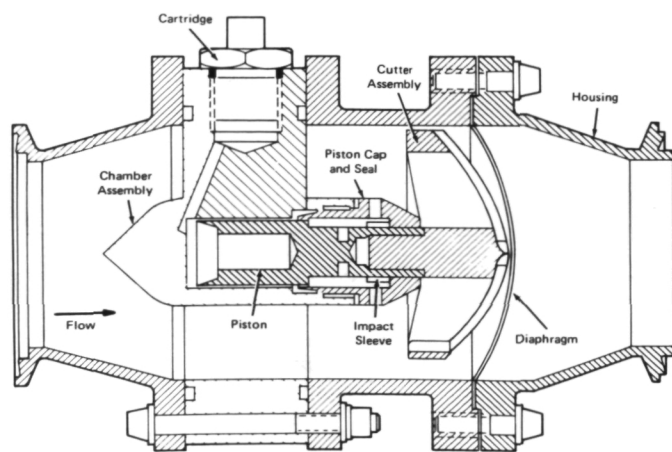 Cartridge
Cutter
Assembly
Housing
Piston Cap
and Seal
Chamber
Assembly
Flow
Piston
Impact
Sleeve
Diaphragm